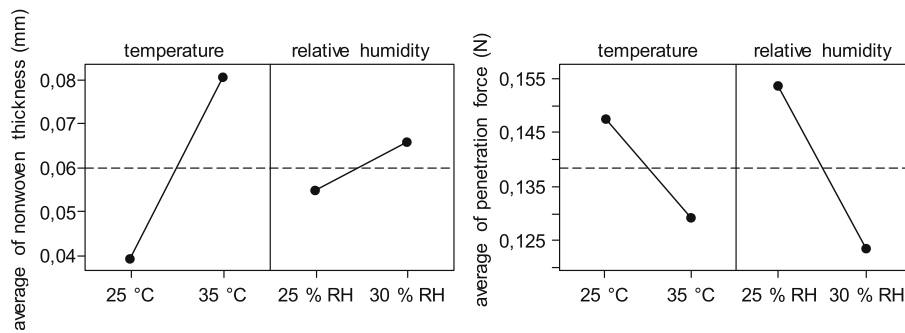 temperature
relative humidity
average of nonwoven thickness (mm)
0,08
0,07
0,06
0,05
0,04
25 °C
35 °C
25 % RH
30 % RH
temperature
relative humidity
average of penetration force (N)
0,155
0,145
0,135
0,125
25 °C
35 °C
25 % RH
30 % RH